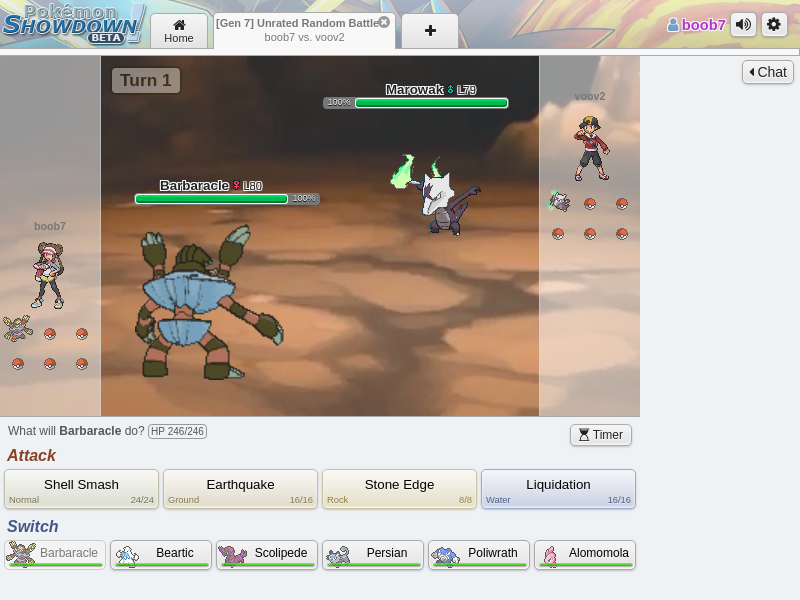 Pokémon
SHOWDOWN!
BETA
Home
[Gen 7] Unrated Random Battle
boob7 vs. voov2
boob7
Chat
Turn 1
Marowak ♂ L79
100%
voov2
Barbaracle ♀ L80
100%
boob7
What will Barbaracle do? HP 246/246
Timer
Attack
Shell Smash
Normal 24/24
Earthquake
Ground 16/16
Stone Edge
Rock 8/8
Liquidation
Water 16/16
Switch
Barbaracle
Beartic
Scolipede
Persian
Poliwrath
Alomomola